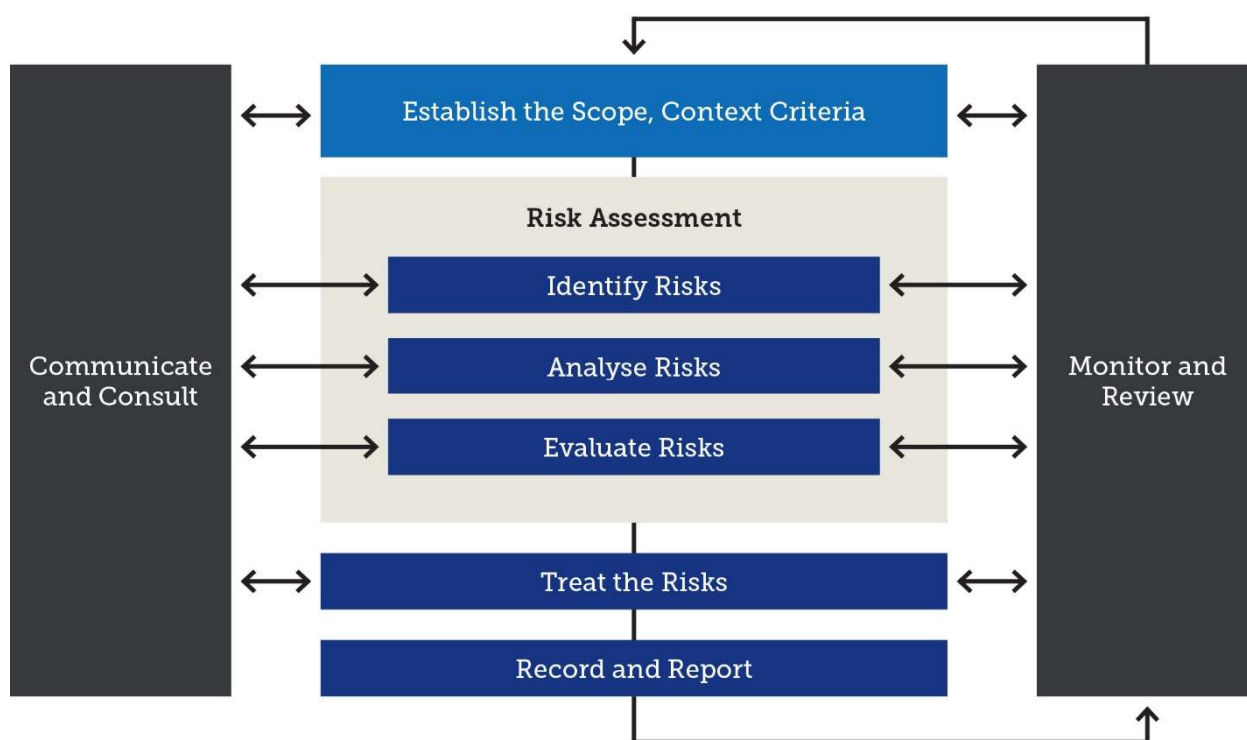 Establish the Scope, Context Criteria
Risk Assessment
Identify Risks
Analyse Risks
Evaluate Risks
Communicate
and Consult
Monitor and
Review
Treat the Risks
Record and Report